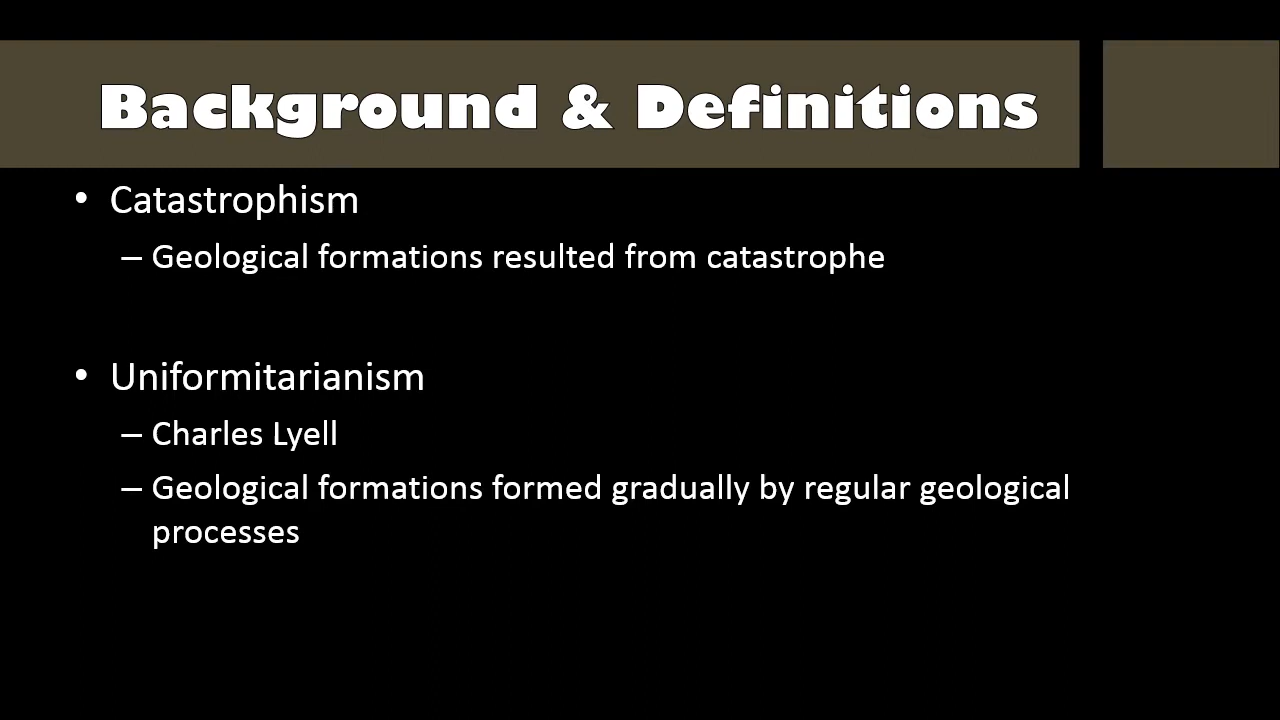 Background & Definitions
• Catastrophism
– Geological formations resulted from catastrophe
• Uniformitarianism
– Charles Lyell
– Geological formations formed gradually by regular geological
processes